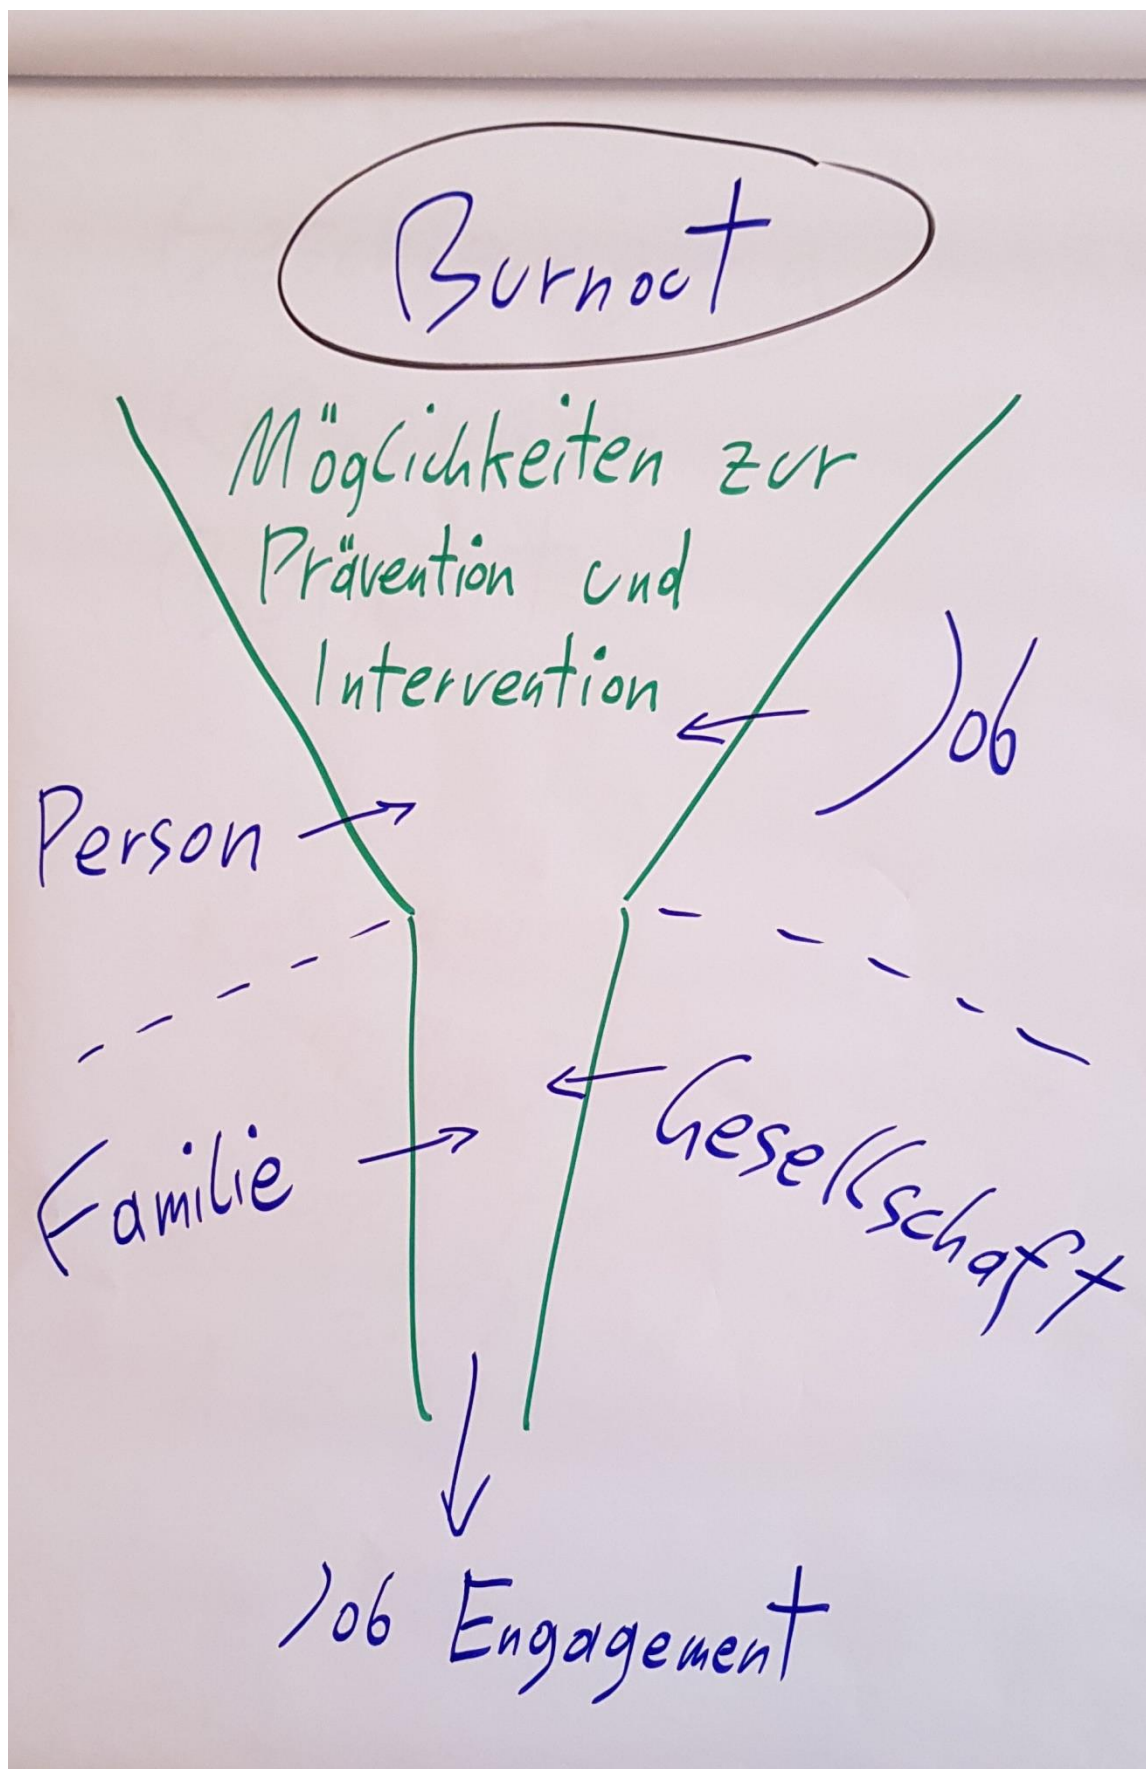 Burnout
Möglichkeiten zur
Prävention und
Intervention
Job
Person
Familie
Gesellschaft
Job Engagement